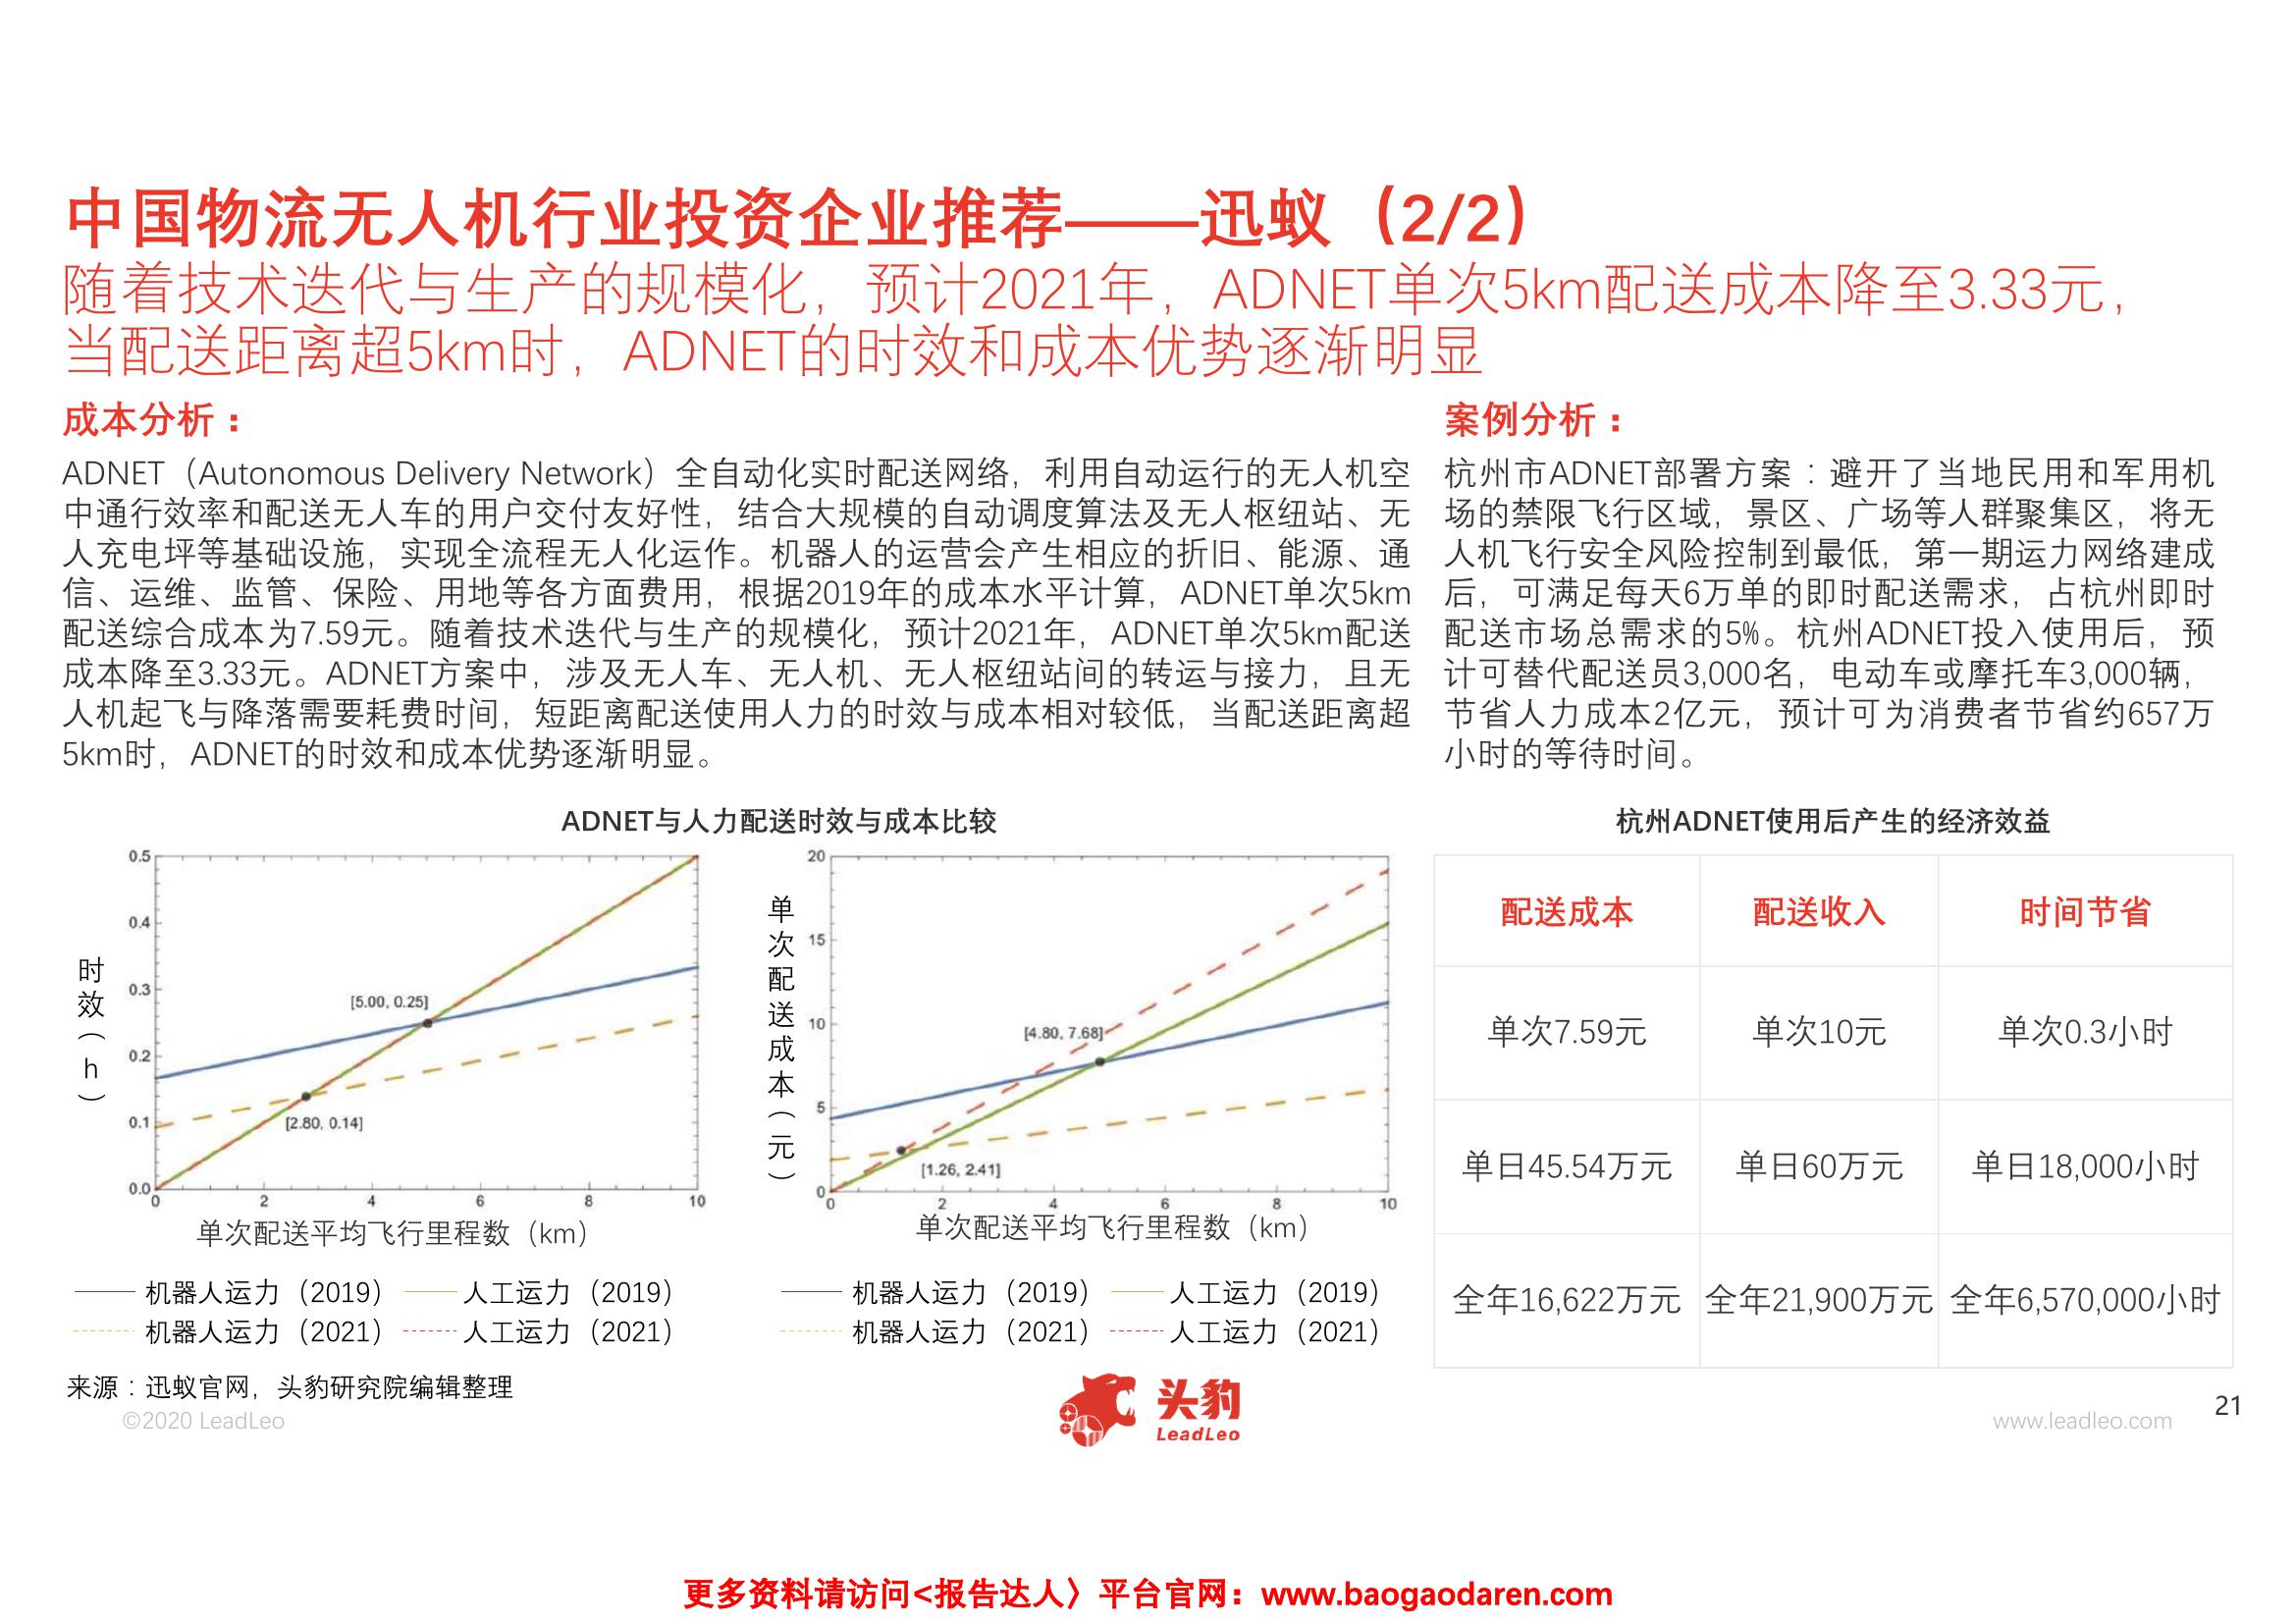 中国物流无人机行业投资企业推荐——迅蚁（2/2）
随着技术迭代与生产的规模化，预计2021年，ADNET单次5km配送成本降至3.33元，
当配送距离超5km时，ADNET的时效和成本优势逐渐明显
成本分析：
ADNET（Autonomous Delivery Network）全自动化实时配送网络，利用自动运行的无人机空
中通行效率和配送无人车的用户交付友好性，结合大规模的自动调度算法及无人枢纽站、无
人充电坪等基础设施，实现全流程无人化运作。机器人的运营会产生相应的折旧、能源、通
信、运维、监管、保险、用地等各方面费用，根据2019年的成本水平计算，ADNET单次5km
配送综合成本为7.59元。随着技术迭代与生产的规模化，预计2021年，ADNET单次5km配送
成本降至3.33元。ADNET方案中，涉及无人车、无人机、无人枢纽站间的转运与接力，且无
人机起飞与降落需要耗费时间，短距离配送使用人力的时效与成本相对较低，当配送距离超
5km时，ADNET的时效和成本优势逐渐明显。
案例分析：
杭州市ADNET部署方案：避开了当地民用和军用机
场的禁限飞行区域，景区、广场等人群聚集区，将无
人机飞行安全风险控制到最低，第一期运力网络建成
后，可满足每天6万单的即时配送需求，占杭州即时
配送市场总需求的5%。杭州ADNET投入使用后，预
计可替代配送员3,000名，电动车或摩托车3,000辆，
节省人力成本2亿元，预计可为消费者节省约657万
小时的等待时间。
ADNET与人力配送时效与成本比较
时效（h）
0.5
0.4
0.3
0.2
0.1
0.0
[5.00, 0.25]
[2.80, 0.14]
0 2 4 6 8 10
单次配送平均飞行里程数（km）
机器人运力（2019） 人工运力（2019）
机器人运力（2021） 人工运力（2021）
单次配送成本（元）
20
15
10
5
0
[4.80, 7.68]
[1.26, 2.41]
0 2 4 6 8 10
单次配送平均飞行里程数（km）
机器人运力（2019） 人工运力（2019）
机器人运力（2021） 人工运力（2021）
杭州ADNET使用后产生的经济效益
配送成本 配送收入 时间节省
单次7.59元 单次10元 单次0.3小时
单日45.54万元 单日60万元 单日18,000小时
全年16,622万元 全年21,900万元 全年6,570,000小时
来源：迅蚁官网，头豹研究院编辑整理
©2020 LeadLeo
头豹
LeadLeo
www.leadleo.com
21
更多资料请访问<报告达人〉平台官网：www.baogaodaren.com